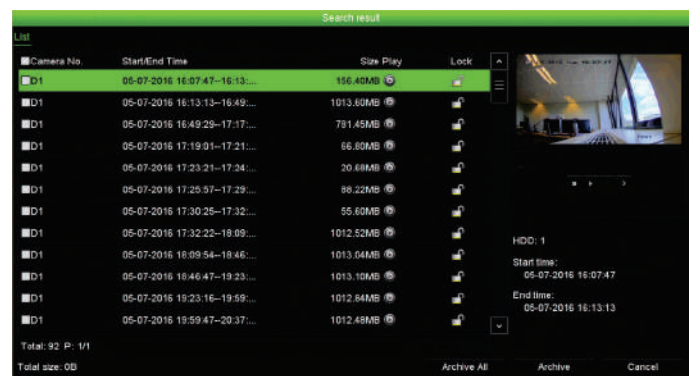 Search result
List
Camera No. Start/End Time Size Play Lock
D1 05-07-2016 16:07:47--16:13:... 156.40MB
D1 05-07-2016 16:13:13--16:49:... 1013.60MB
D1 05-07-2016 16:49:29--17:17:... 781.45MB
D1 05-07-2016 17:19:01--17:21:... 66.80MB
D1 05-07-2016 17:23:21--17:24:... 20.68MB
D1 05-07-2016 17:25:57--17:29:... 88.22MB
D1 05-07-2016 17:30:25--17:32:... 55.60MB
D1 05-07-2016 17:32:22--18:09:... 1012.52MB
D1 05-07-2016 18:09:54--18:46:... 1013.04MB
D1 05-07-2016 18:46:47--19:23:... 1013.10MB
D1 05-07-2016 19:23:16--19:59:... 1012.84MB
D1 05-07-2016 19:59:47--20:37:... 1012.48MB
HDD: 1
Start time:
05-07-2016 16:07:47
End time:
05-07-2016 16:13:13
Total: 92 P: 1/1
Total size: 0B
Archive All Archive Cancel